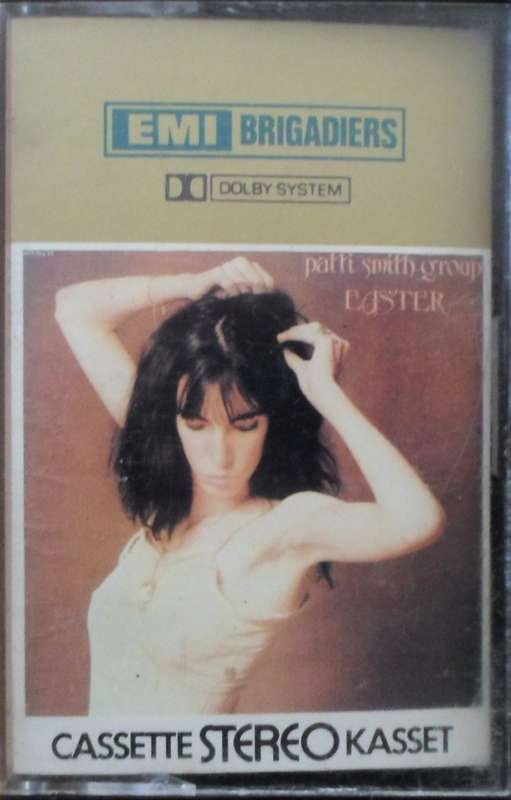 EMI BRIGADIERS
DOLBY SYSTEM
patti smith group
EASTER
CASSETTE STEREO KASSET